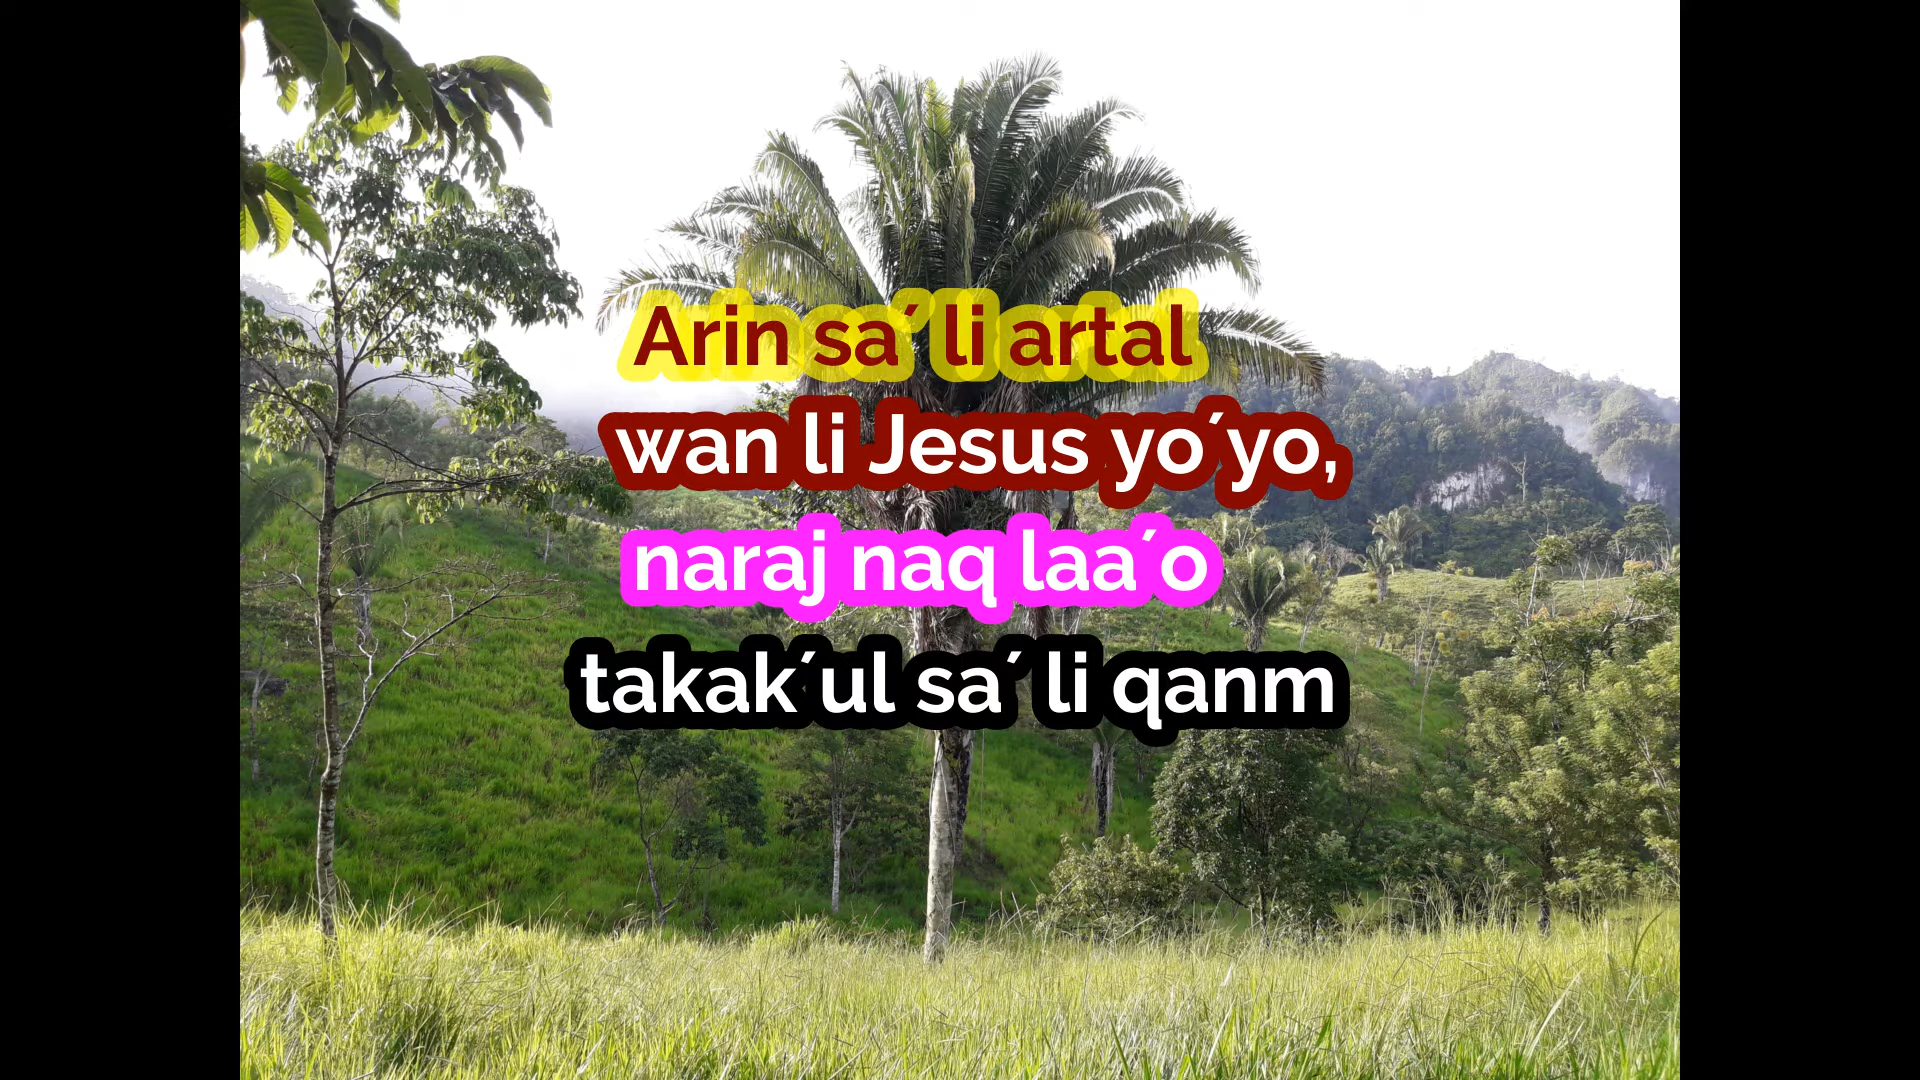 Arin sa´ li artal
wan li Jesus yo´yo,
naraj naq laa´o
takak´ul sa´ li qanm